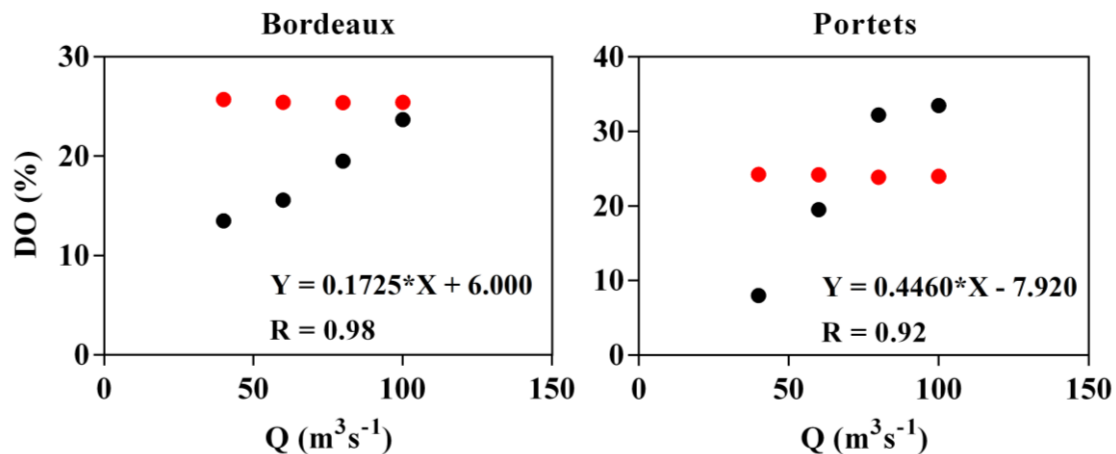 Bordeaux
30
20
10
0
0
50
100
150
DO (%)
Q (m³s⁻¹)
Y = 0.1725*X + 6.000
R = 0.98
Portets
40
30
20
10
0
0
50
100
150
Q (m³s⁻¹)
Y = 0.4460*X - 7.920
R = 0.92